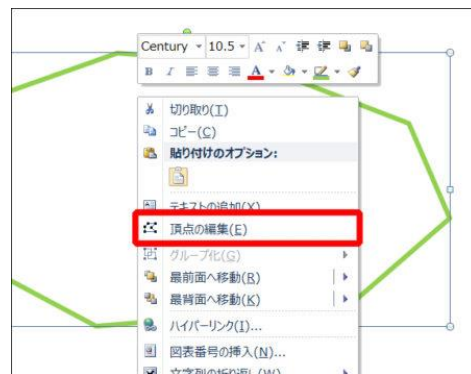 Century 10.5 A A
B I A
切り取り(T)
コピー(C)
貼り付けのオプション:
テキストの追加(X)
頂点の編集(E)
グループ化(G)
最前面へ移動(R)
最背面へ移動(K)
ハイパーリンク(I)...
図表番号の挿入(N)...
文字列の折り返し(W)